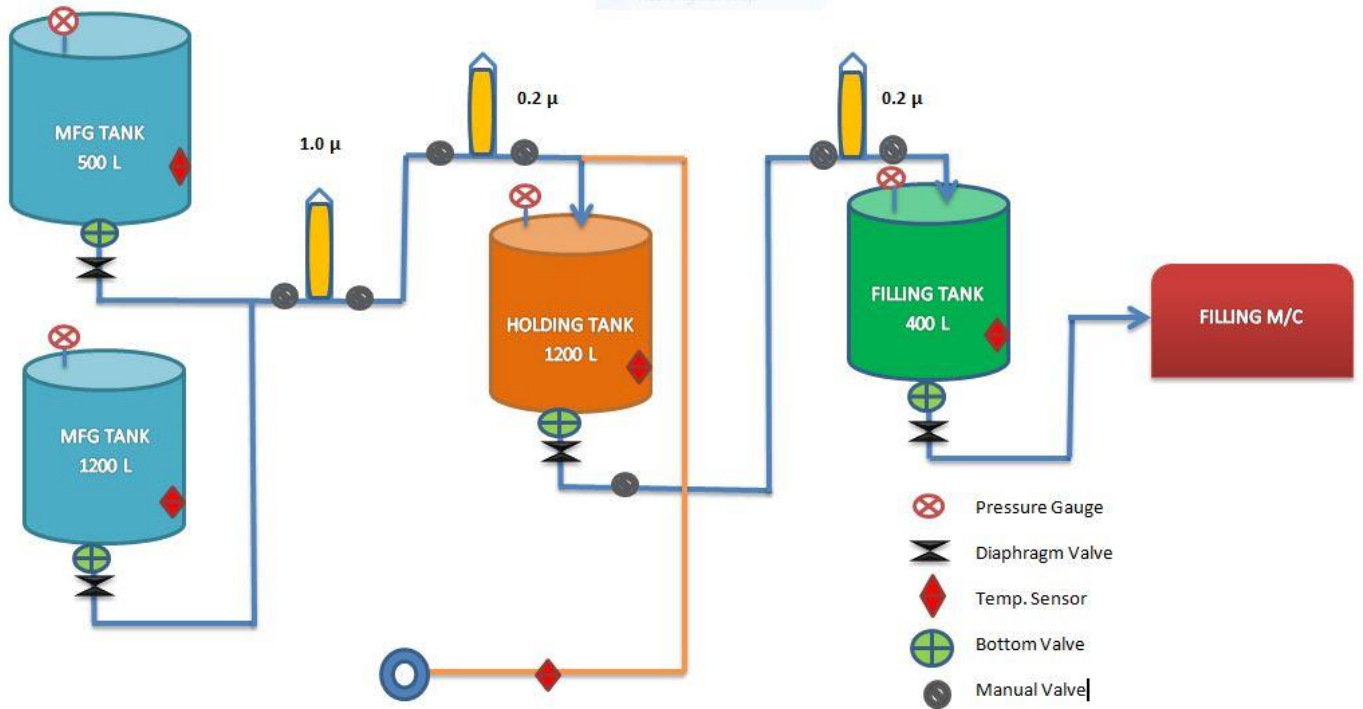 MFG TANK
500 L
1.0 µ
0.2 µ
0.2 µ
MFG TANK
1200 L
HOLDING TANK
1200 L
FILLING TANK
400 L
FILLING M/C
Pressure Gauge
Diaphragm Valve
Temp. Sensor
Bottom Valve
Manual Valve